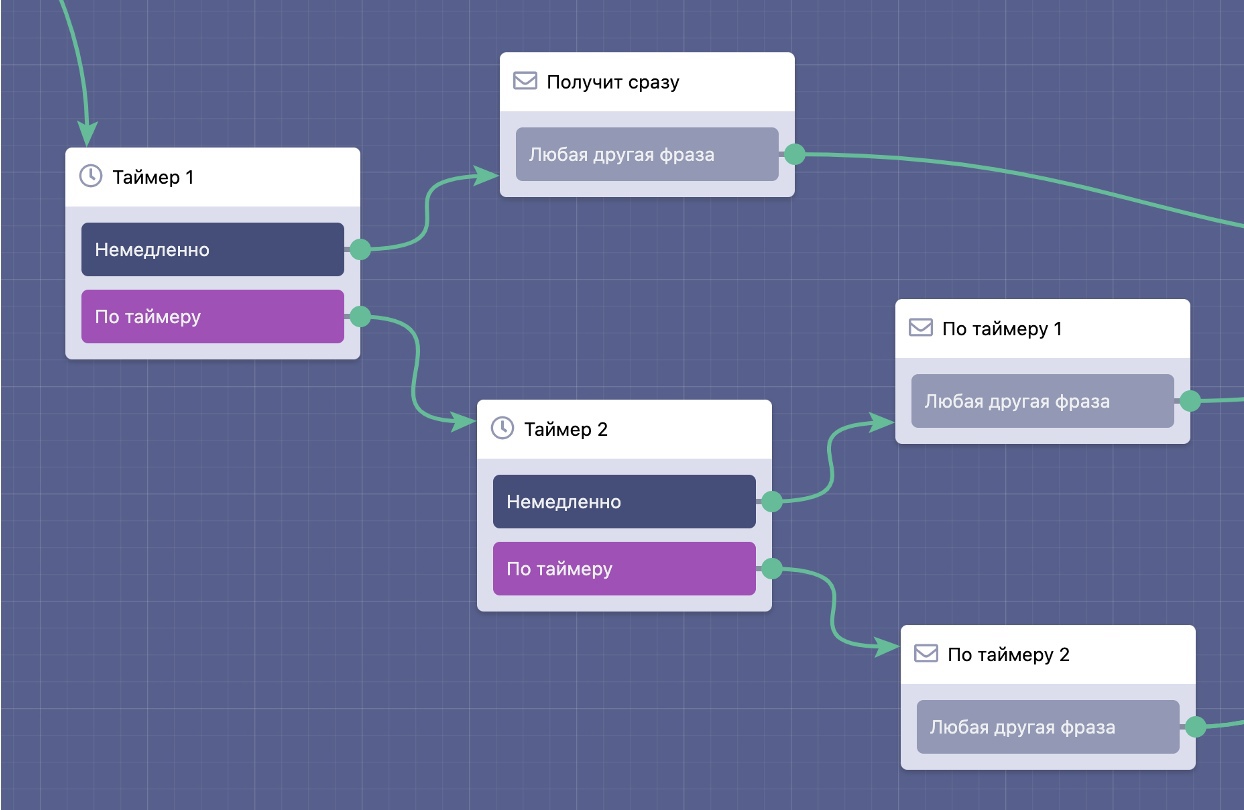 Получит сразу
Любая другая фраза
Таймер 1
Немедленно
По таймеру
По таймеру 1
Любая другая фраза
Таймер 2
Немедленно
По таймеру
По таймеру 2
Любая другая фраза